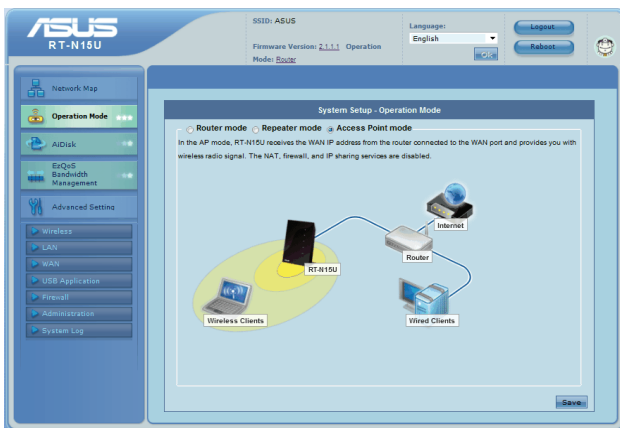 ASUS
RT-N15U
SSID: ASUS
Firmware Version: 2.1.1.1 Operation
Mode: Router
Language:
English
OK
Logout
Reboot
Network Map
Operation Mode
AiDisk
EzQoS
Bandwidth
Management
Advanced Setting
Wireless
LAN
WAN
USB Application
Firewall
Administration
System Log
System Setup - Operation Mode
Router mode Repeater mode Access Point mode
In the AP mode, RT-N15U receives the WAN IP address from the router connected to the WAN port and provides you with
wireless radio signal. The NAT, firewall, and IP sharing services are disabled.
Internet
Router
RT-N15U
Wireless Clients
Wired Clients
Save